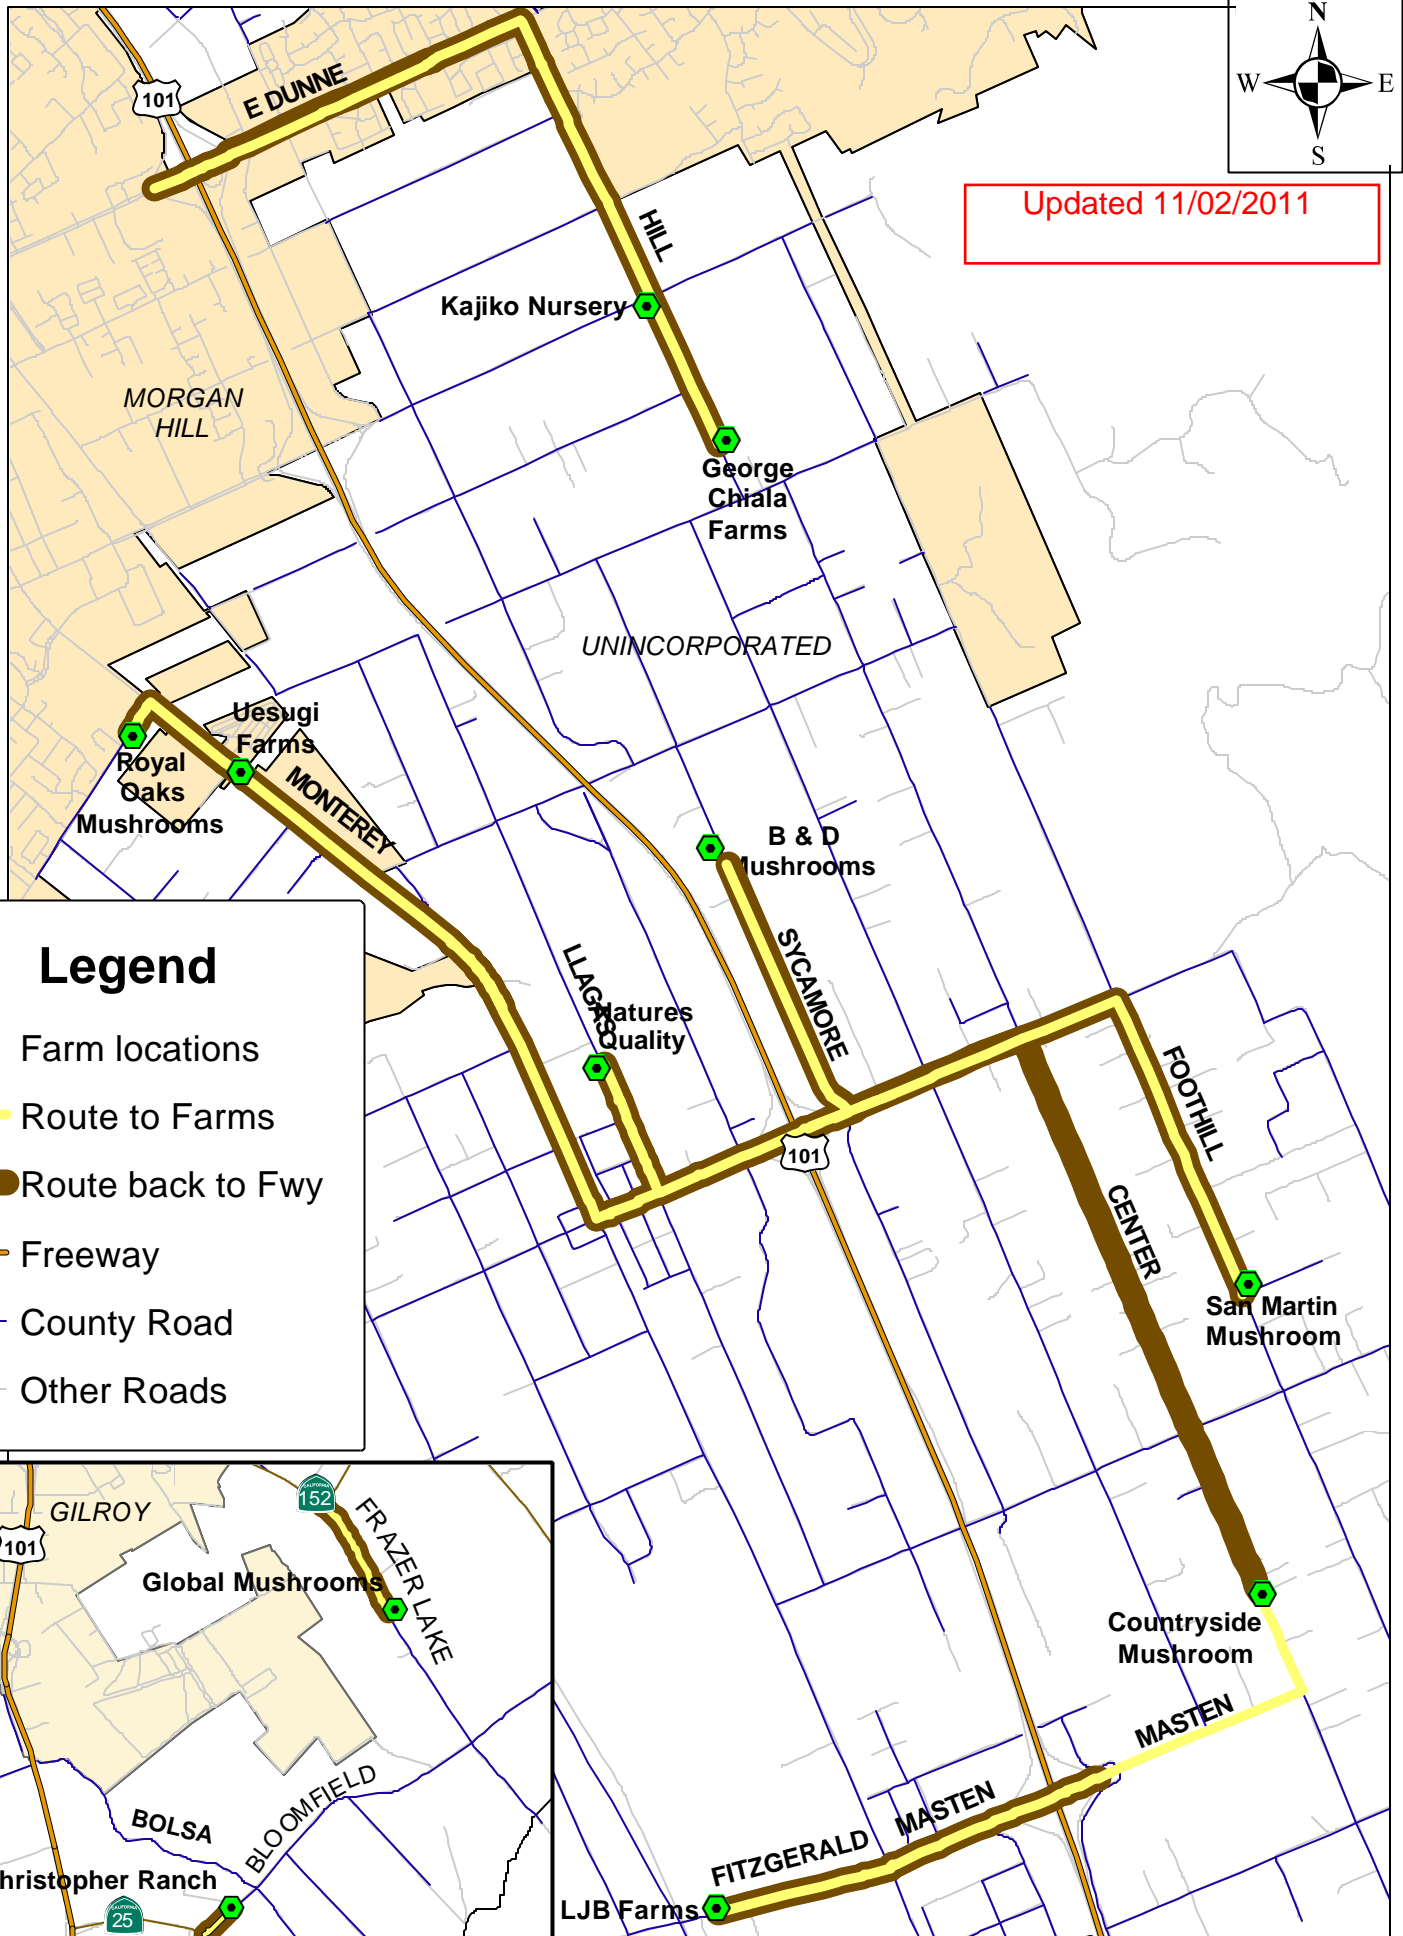 N
W E
S
Updated 11/02/2011
101
E DUNNE
HILL
Kajiko Nursery
MORGAN
HILL
George
Chiala
Farms
UNINCORPORATED
Uesugi
Farms
Royal
Oaks
Mushrooms
MONTEREY
B & D
Mushrooms
SYCAMORE
LLAGAS
Natures
Quality
FOOTHILL
101
CENTER
San Martin
Mushroom
Legend
Farm locations
Route to Farms
Route back to Fwy
Freeway
County Road
Other Roads
GILROY
CALIFORNIA
152
FRAZER LAKE
101
Global Mushrooms
Countryside
Mushroom
MASTEN
MASTEN
FITZGERALD
LJB Farms
BLOOMFIELD
BOLSA
hristopher Ranch
CALIFORNIA
25